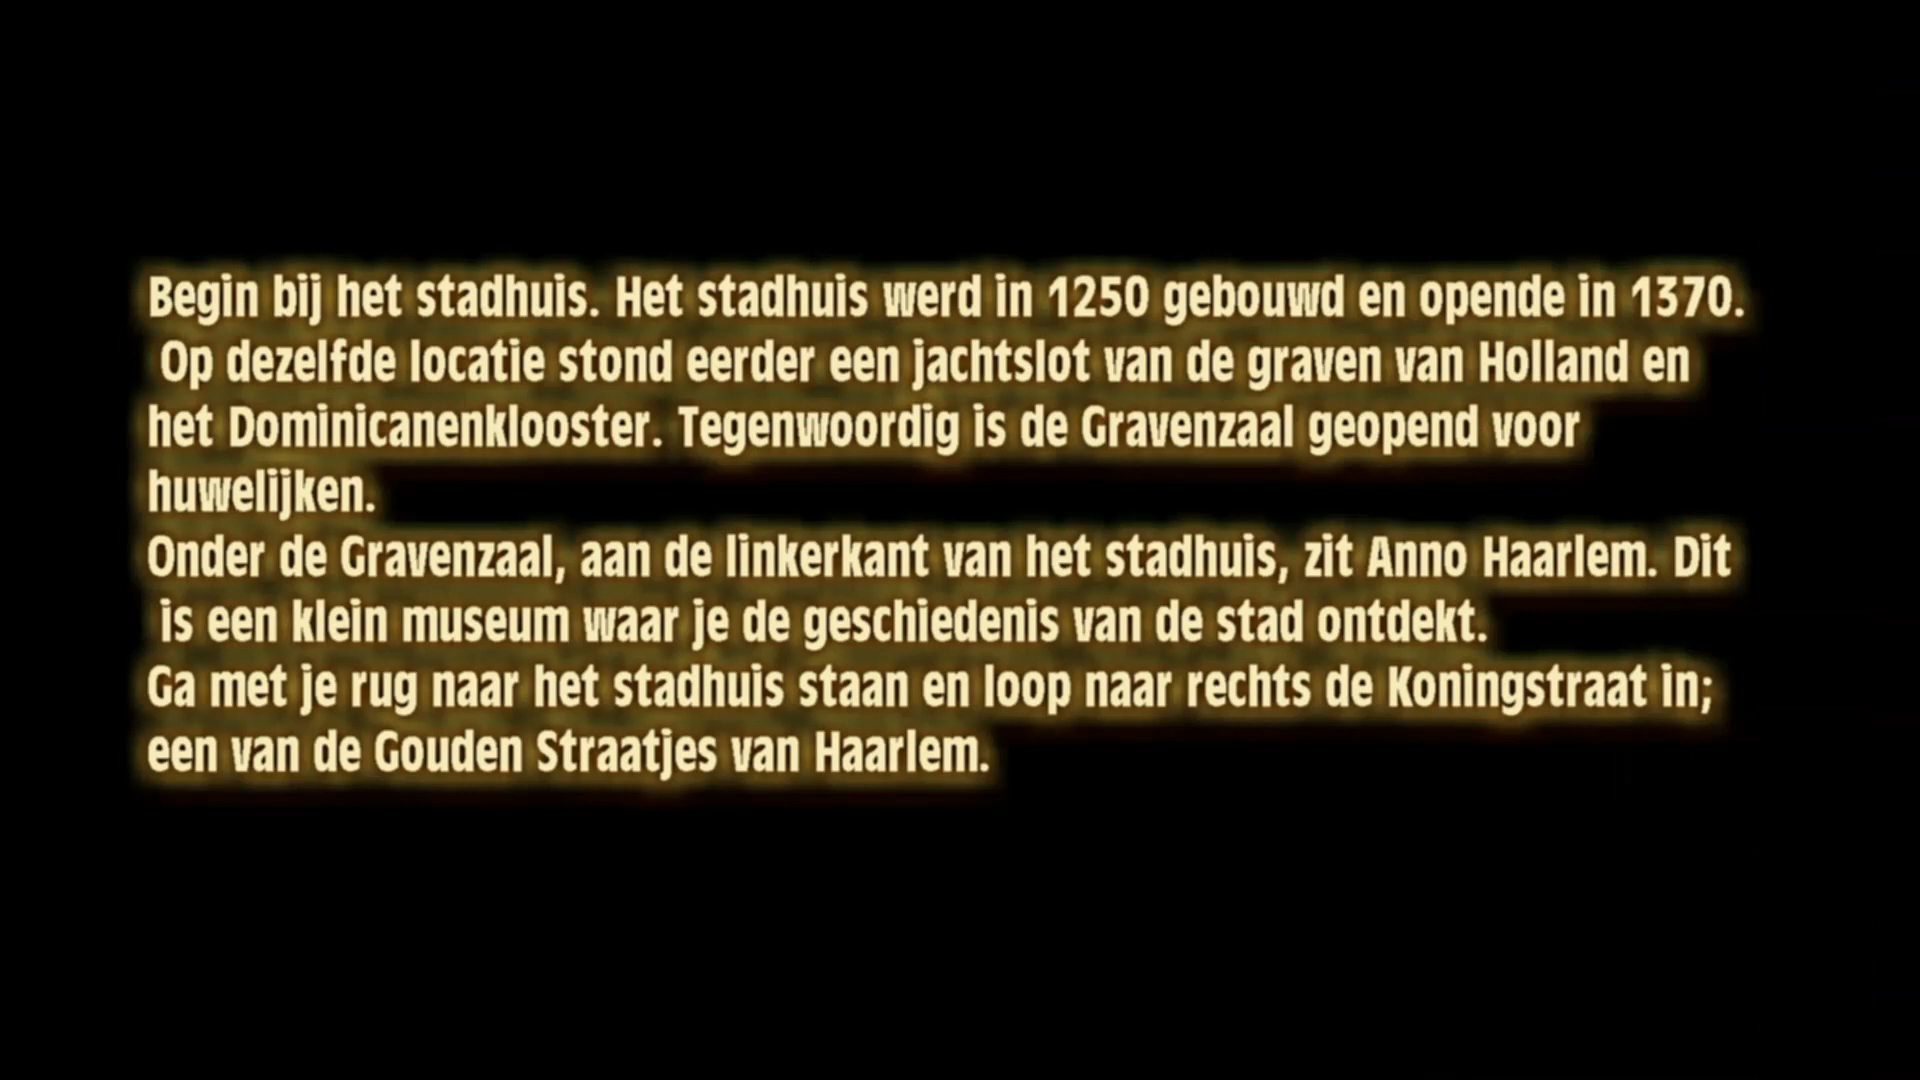 Begin bij het stadhuis. Het stadhuis werd in 1250 gebouwd en opende in 1370.
Op dezelfde locatie stond eerder een jachtslot van de graven van Holland en
het Dominicanenklooster. Tegenwoordig is de Gravenzaal geopend voor
huwelijken.
Onder de Gravenzaal, aan de linkerkant van het stadhuis, zit Anno Haarlem. Dit
is een klein museum waar je de geschiedenis van de stad ontdekt.
Ga met je rug naar het stadhuis staan en loop naar rechts de Koningstraat in;
een van de Gouden Straatjes van Haarlem.